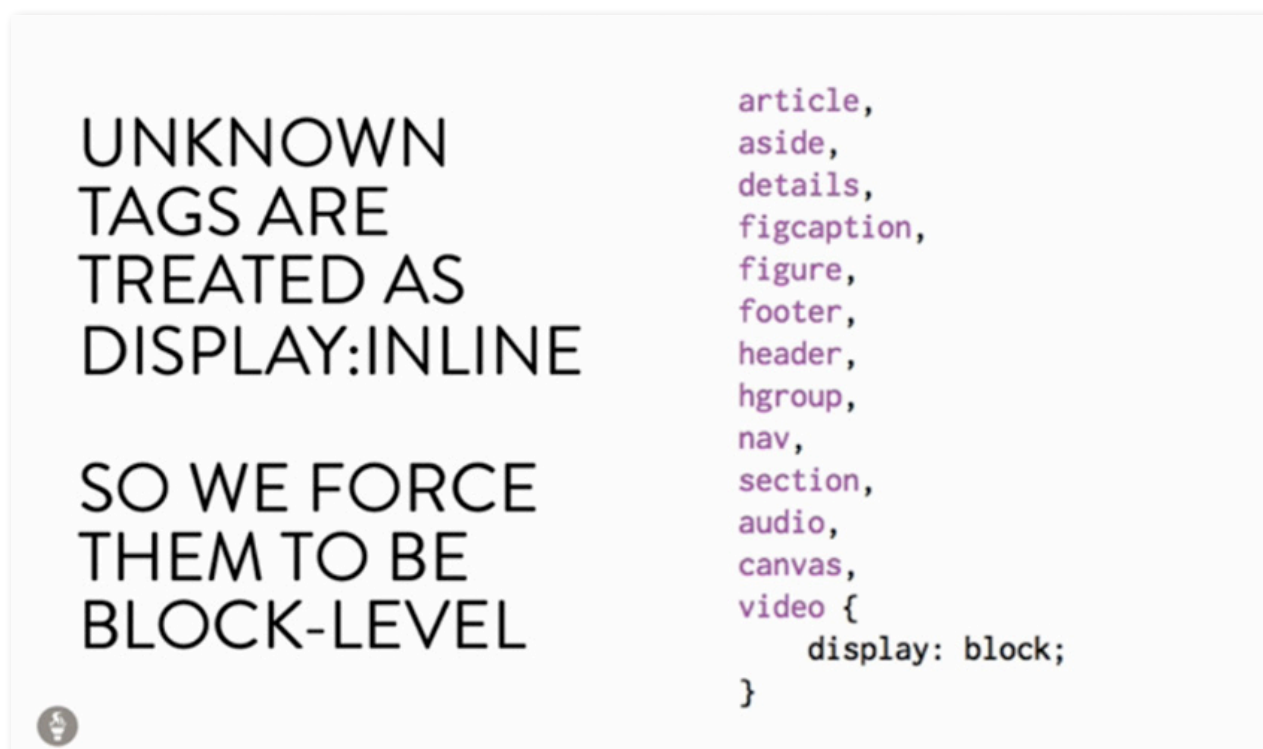 UNKNOWN
TAGS ARE
TREATED AS
DISPLAY:INLINE
SO WE FORCE
THEM TO BE
BLOCK-LEVEL
article,
aside,
details,
figcaption,
figure,
footer,
header,
hgroup,
nav,
section,
audio,
canvas,
video {
    display: block;
}